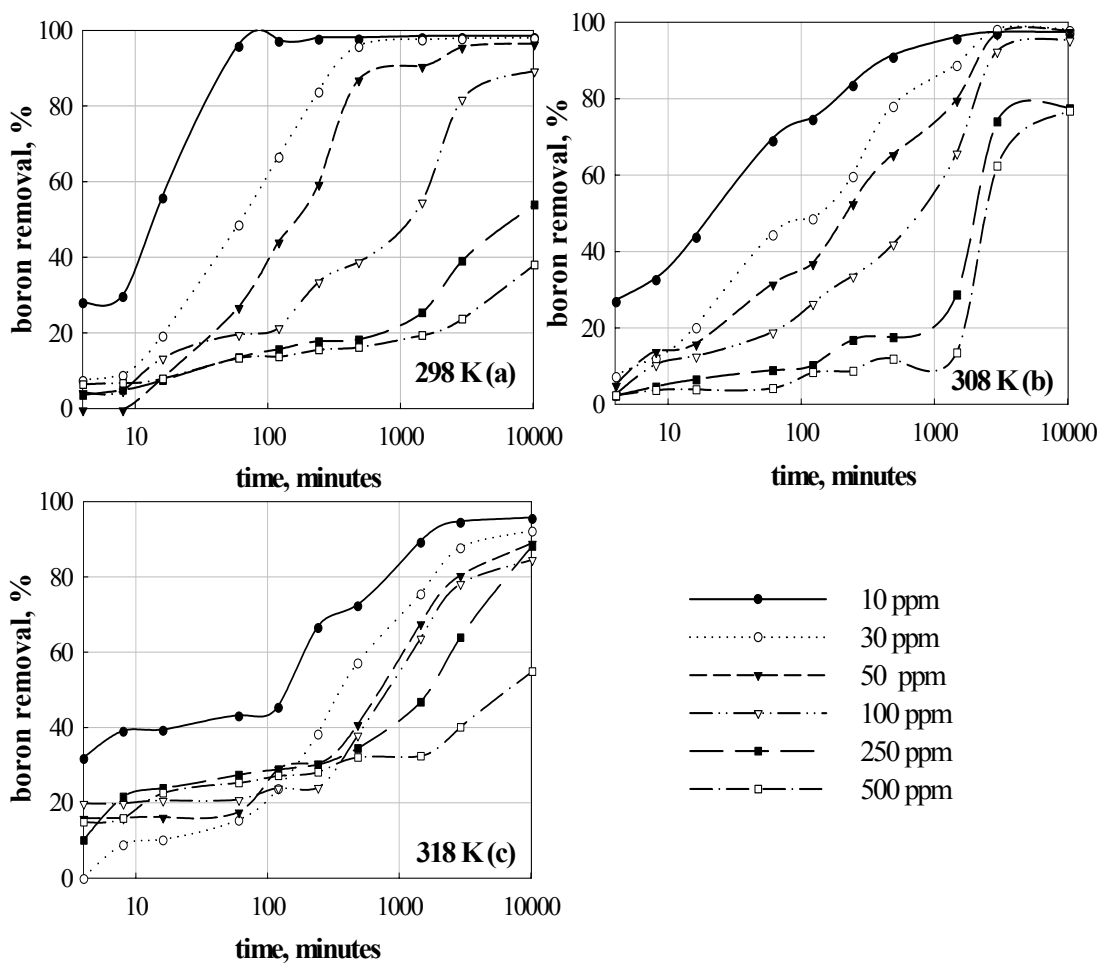 100
80
60
40
20
0
boron removal, %
298 K (a)
10
100
1000
10000
time, minutes
100
80
60
40
20
0
boron removal, %
308 K (b)
10
100
1000
10000
time, minutes
100
80
60
40
20
0
boron removal, %
318 K (c)
10
100
1000
10000
time, minutes
10 ppm
30 ppm
50 ppm
100 ppm
250 ppm
500 ppm